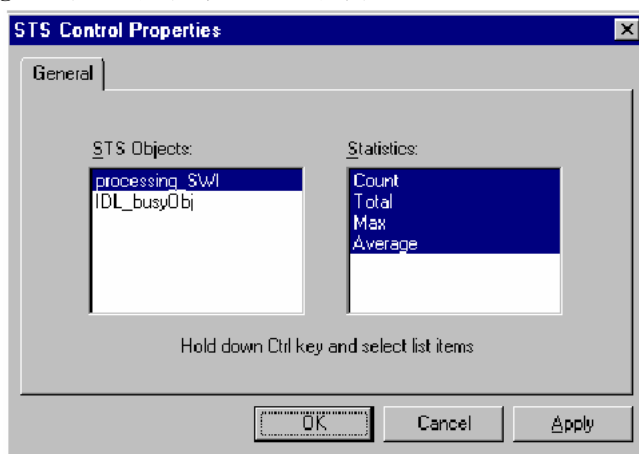 STS Control Properties
General
STS Objects:
Statistics:
processing_SWI
IDL_busyObj
Count
Total
Max
Average
Hold down Ctrl key and select list items
OK
Cancel
Apply